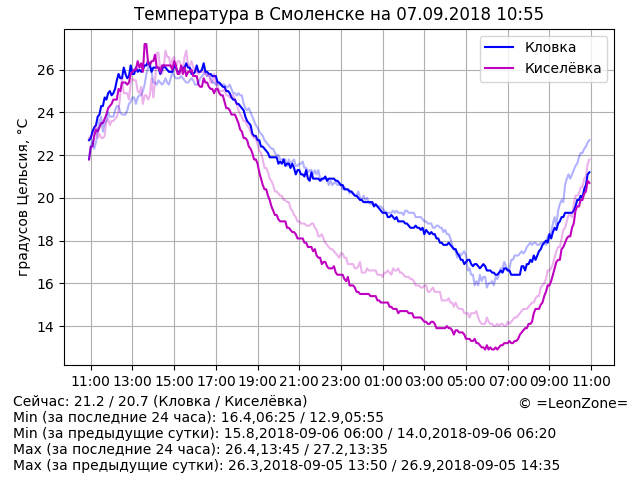 Температура в Смоленске на 07.09.2018 10:55
градусов Цельсия, °C
26
24
22
20
18
16
14
Кловка
Киселёвка
11:00 13:00 15:00 17:00 19:00 21:00 23:00 01:00 03:00 05:00 07:00 09:00 11:00
Сейчас: 21.2 / 20.7 (Кловка / Киселёвка)
© =LeonZone=
Min (за последние 24 часа): 16.4,06:25 / 12.9,05:55
Min (за предыдущие сутки): 15.8,2018-09-06 06:00 / 14.0,2018-09-06 06:20
Max (за последние 24 часа): 26.4,13:45 / 27.2,13:35
Max (за предыдущие сутки): 26.3,2018-09-05 13:50 / 26.9,2018-09-05 14:35